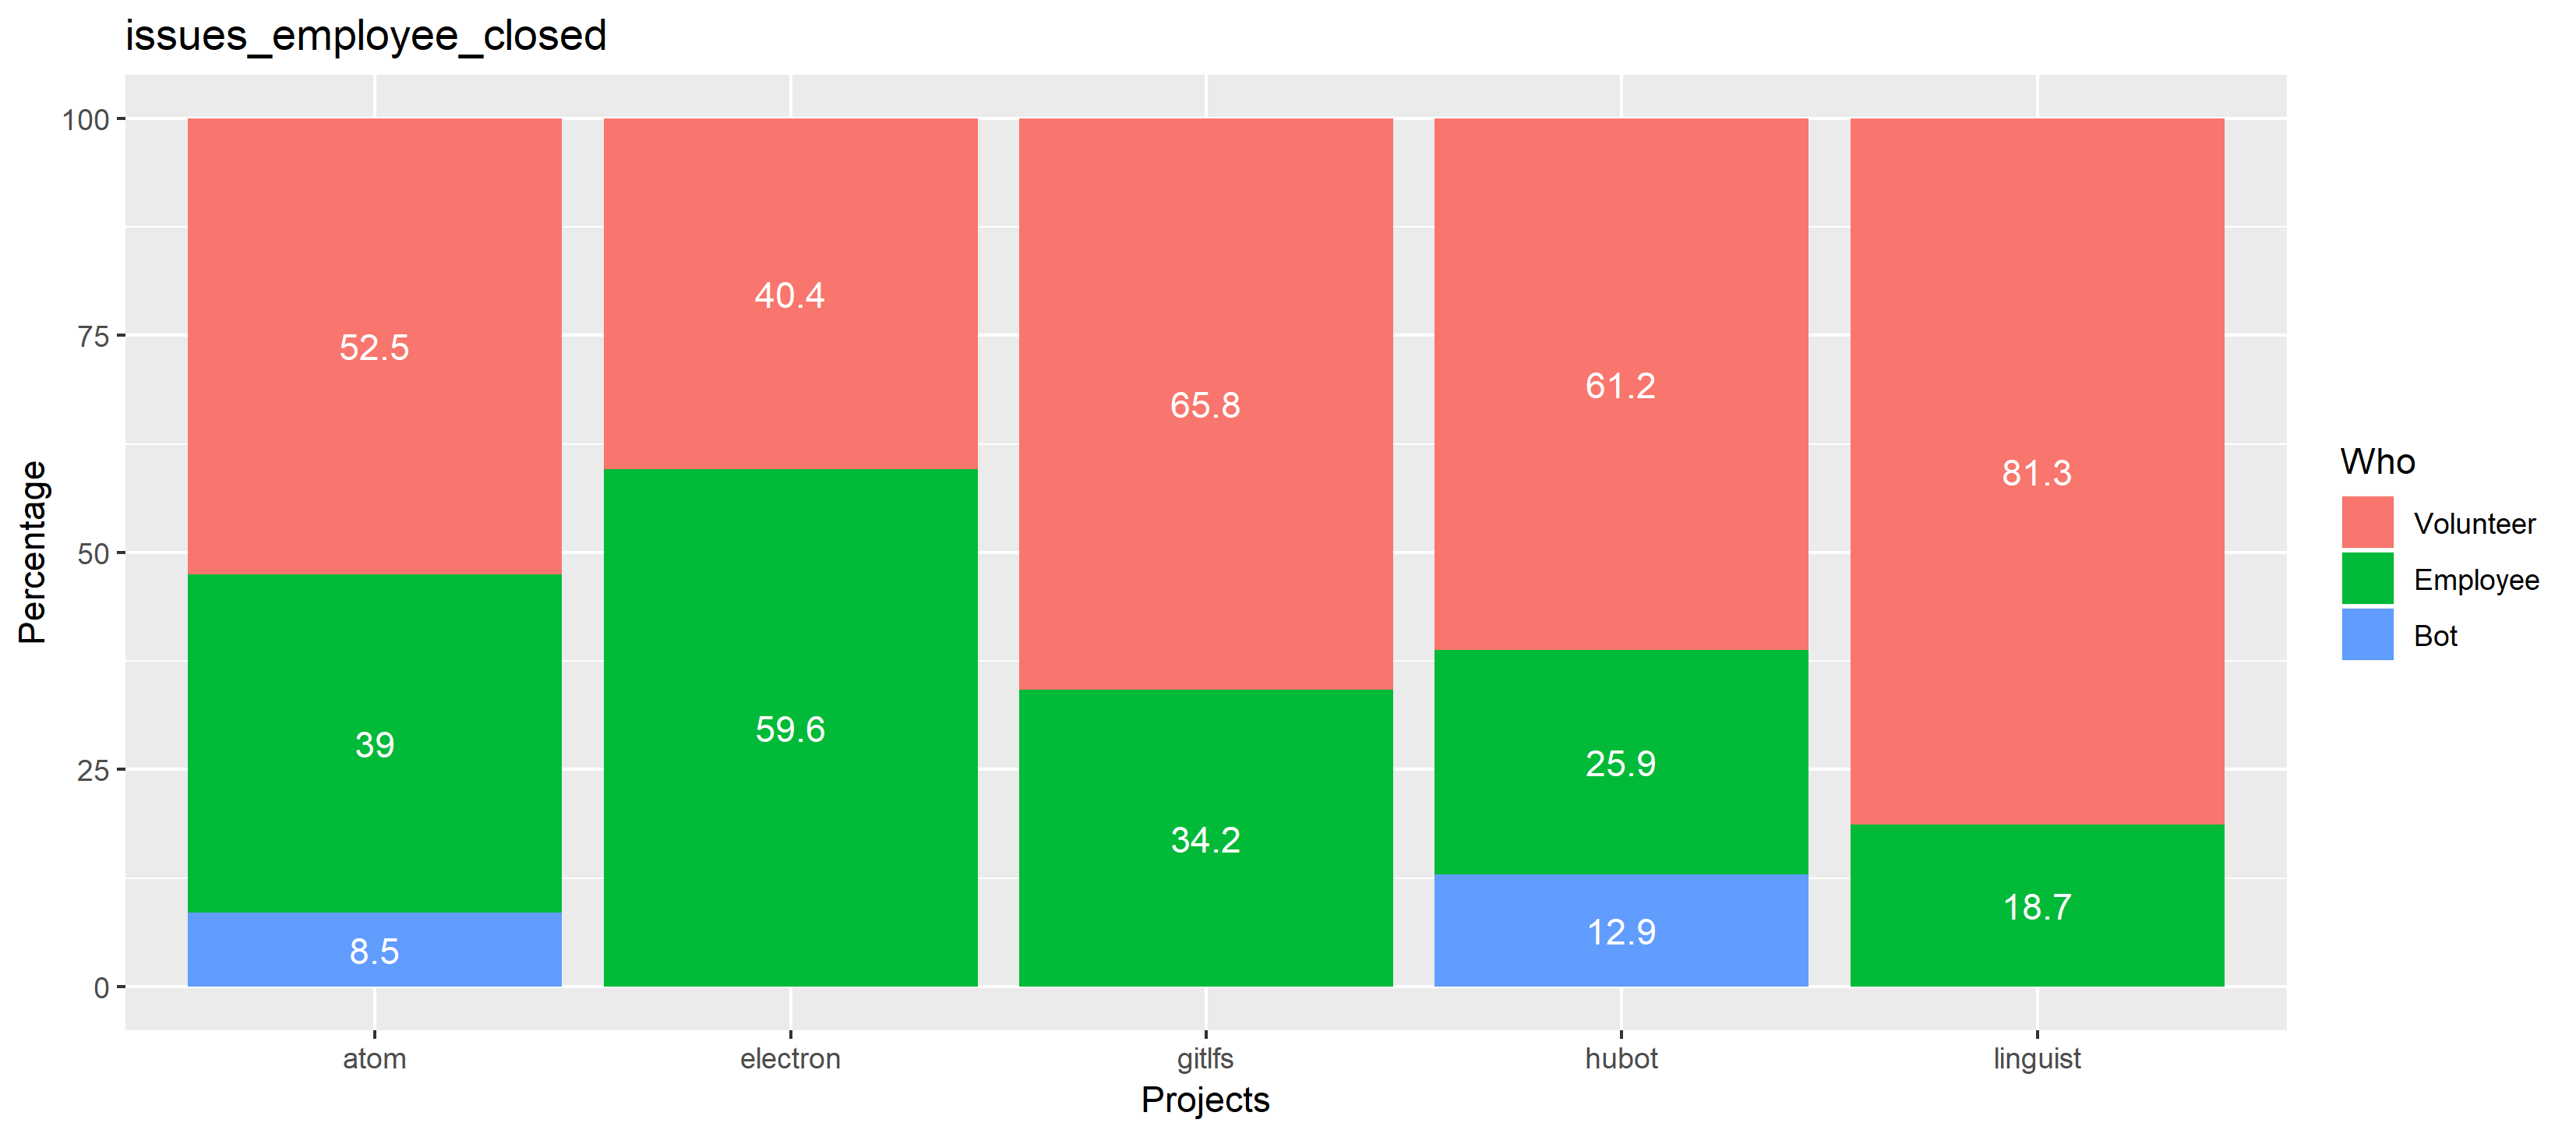 issues_employee_closed
Percentage
100
75
50
25
0
52.5
39
8.5
40.4
59.6
65.8
34.2
61.2
25.9
12.9
81.3
18.7
atom
electron
gitlfs
hubot
linguist
Projects
Who
Volunteer
Employee
Bot